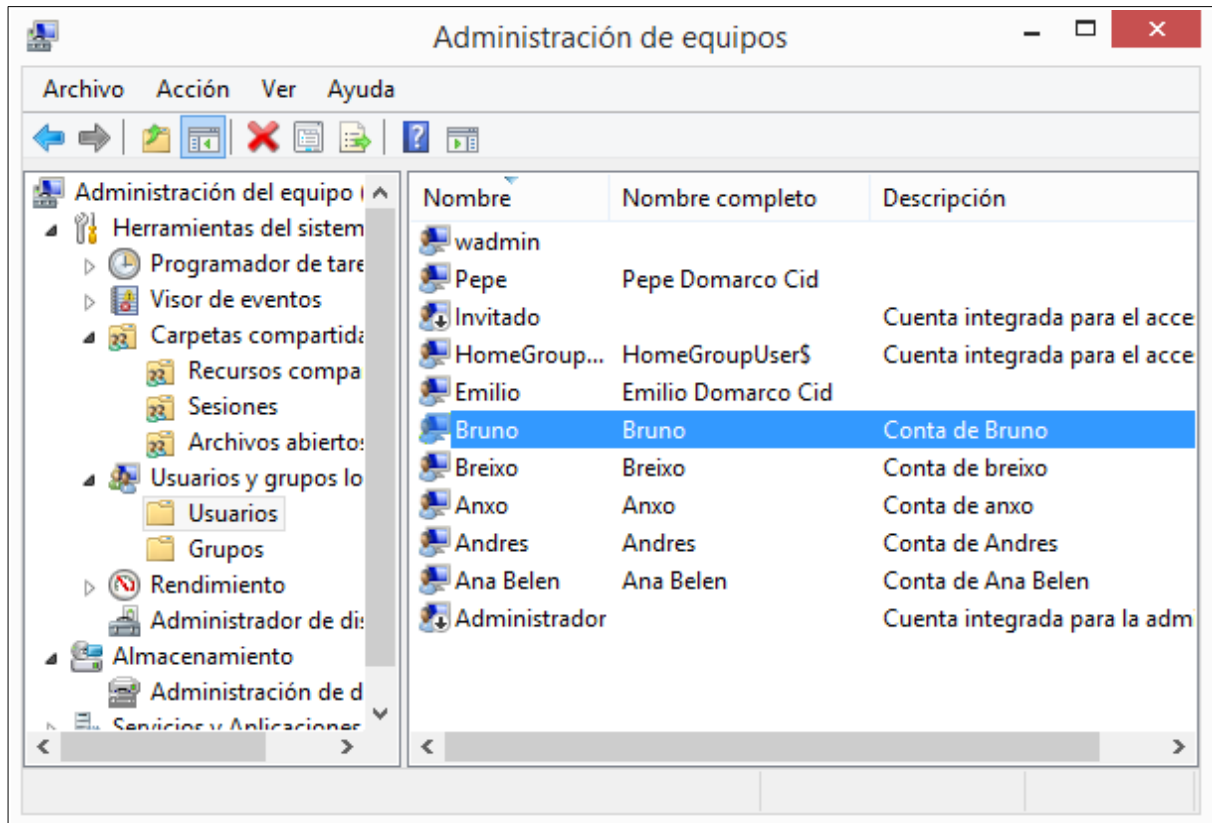 Administración de equipos
Archivo Acción Ver Ayuda
Administración del equipo (
Herramientas del sistem
Programador de tare
Visor de eventos
Carpetas compartida
Recursos compa
Sesiones
Archivos abiertos
Usuarios y grupos lo
Usuarios
Grupos
Rendimiento
Administrador de dis
Almacenamiento
Administración de d
Servicios y Aplicaciones
Nombre Nombre completo Descripción
wadmin
Pepe Pepe Domarco Cid
Invitado Cuenta integrada para el acce
HomeGroup... HomeGroupUser$ Cuenta integrada para el acce
Emilio Emilio Domarco Cid
Bruno Bruno Conta de Bruno
Breixo Breixo Conta de breixo
Anxo Anxo Conta de anxo
Andres Andres Conta de Andres
Ana Belen Ana Belen Conta de Ana Belen
Administrador Cuenta integrada para la adm